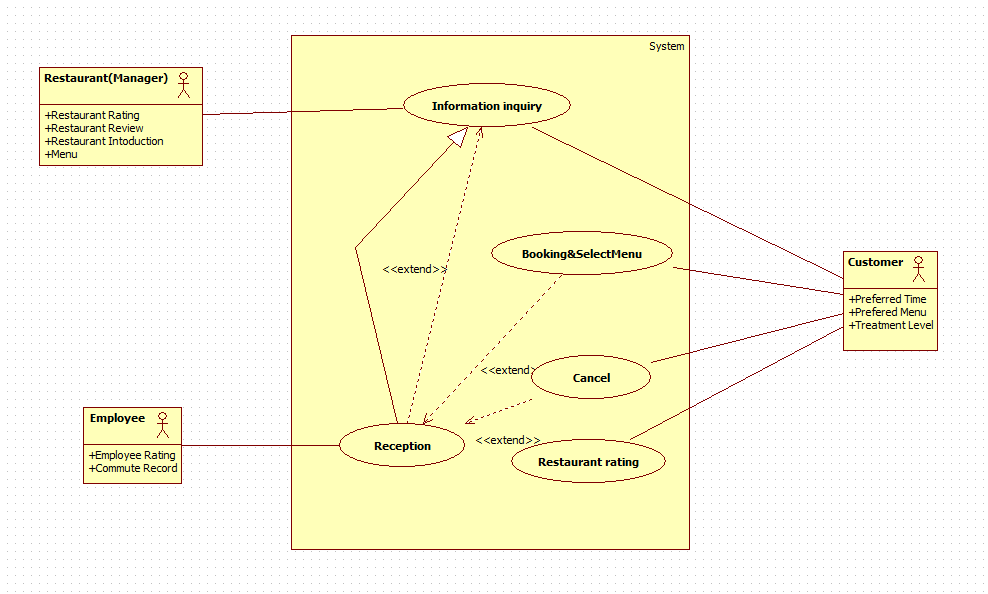 System
Restaurant(Manager)
+Restaurant Rating
+Restaurant Review
+Restaurant Intoduction
+Menu
Information inquiry
Booking&SelectMenu
Customer
+Preferred Time
+Prefered Menu
+Treatment Level
<<extend>>
<<extend>
Cancel
Employee
+Employee Rating
+Commute Record
Reception
<<extend>>
Restaurant rating